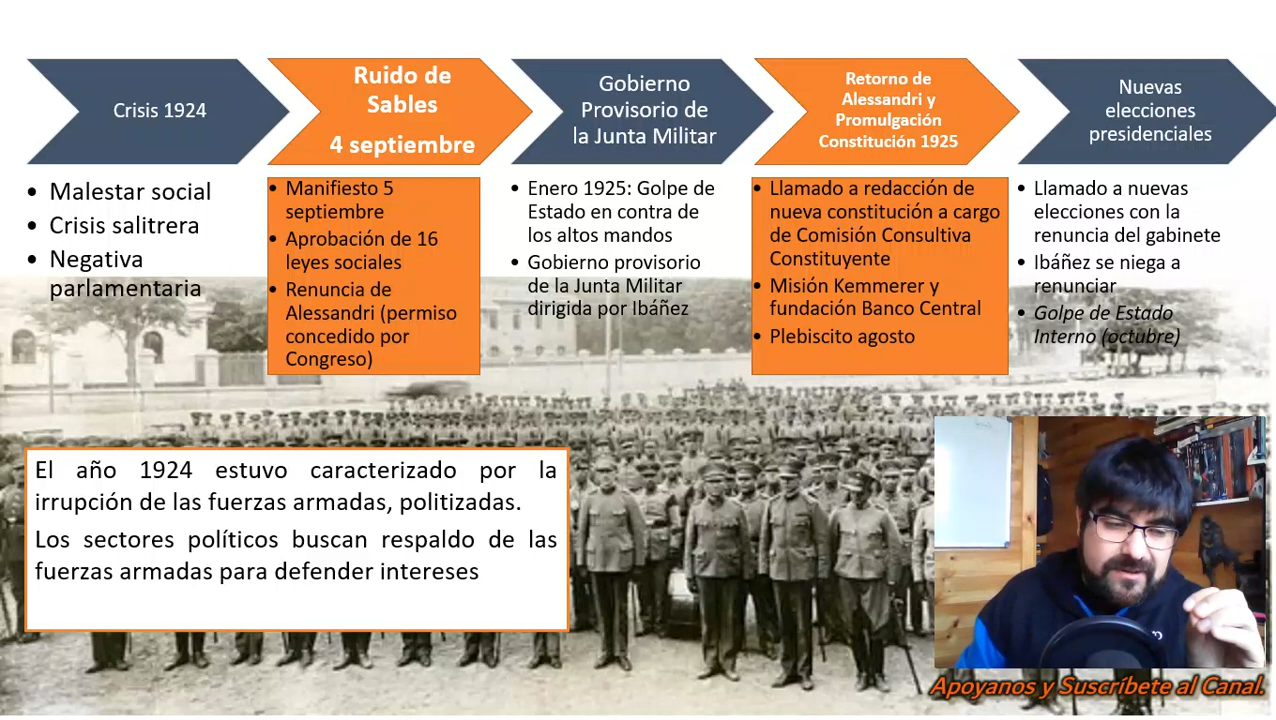 Crisis 1924
• Malestar social
• Crisis salitrera
• Negativa
parlamentaria
Ruido de
Sables
4 septiembre
• Manifiesto 5
septiembre
• Aprobación de 16
leyes sociales
• Renuncia de
Alessandri (permiso
concedido por
Congreso)
Gobierno
Provisorio de
la Junta Militar
• Enero 1925: Golpe de
Estado en contra de
los altos mandos
• Gobierno provisorio
de la Junta Militar
dirigida por Ibáñez
Retorno de
Alessandri y
Promulgación
Constitución 1925
• Llamado a redacción de
nueva constitución a cargo
de Comisión Consultiva
Constituyente
• Misión Kemmerer y
fundación Banco Central
• Plebiscito agosto
Nuevas
elecciones
presidenciales
• Llamado a nuevas
elecciones con la
renuncia del gabinete
• Ibáñez se niega a
renunciar
• Golpe de Estado
Interno (octubre)
El año 1924 estuvo caracterizado por la
irrupción de las fuerzas armadas, politizadas.
Los sectores políticos buscan respaldo de las
fuerzas armadas para defender intereses
Apoyanos y Suscríbete al Canal.